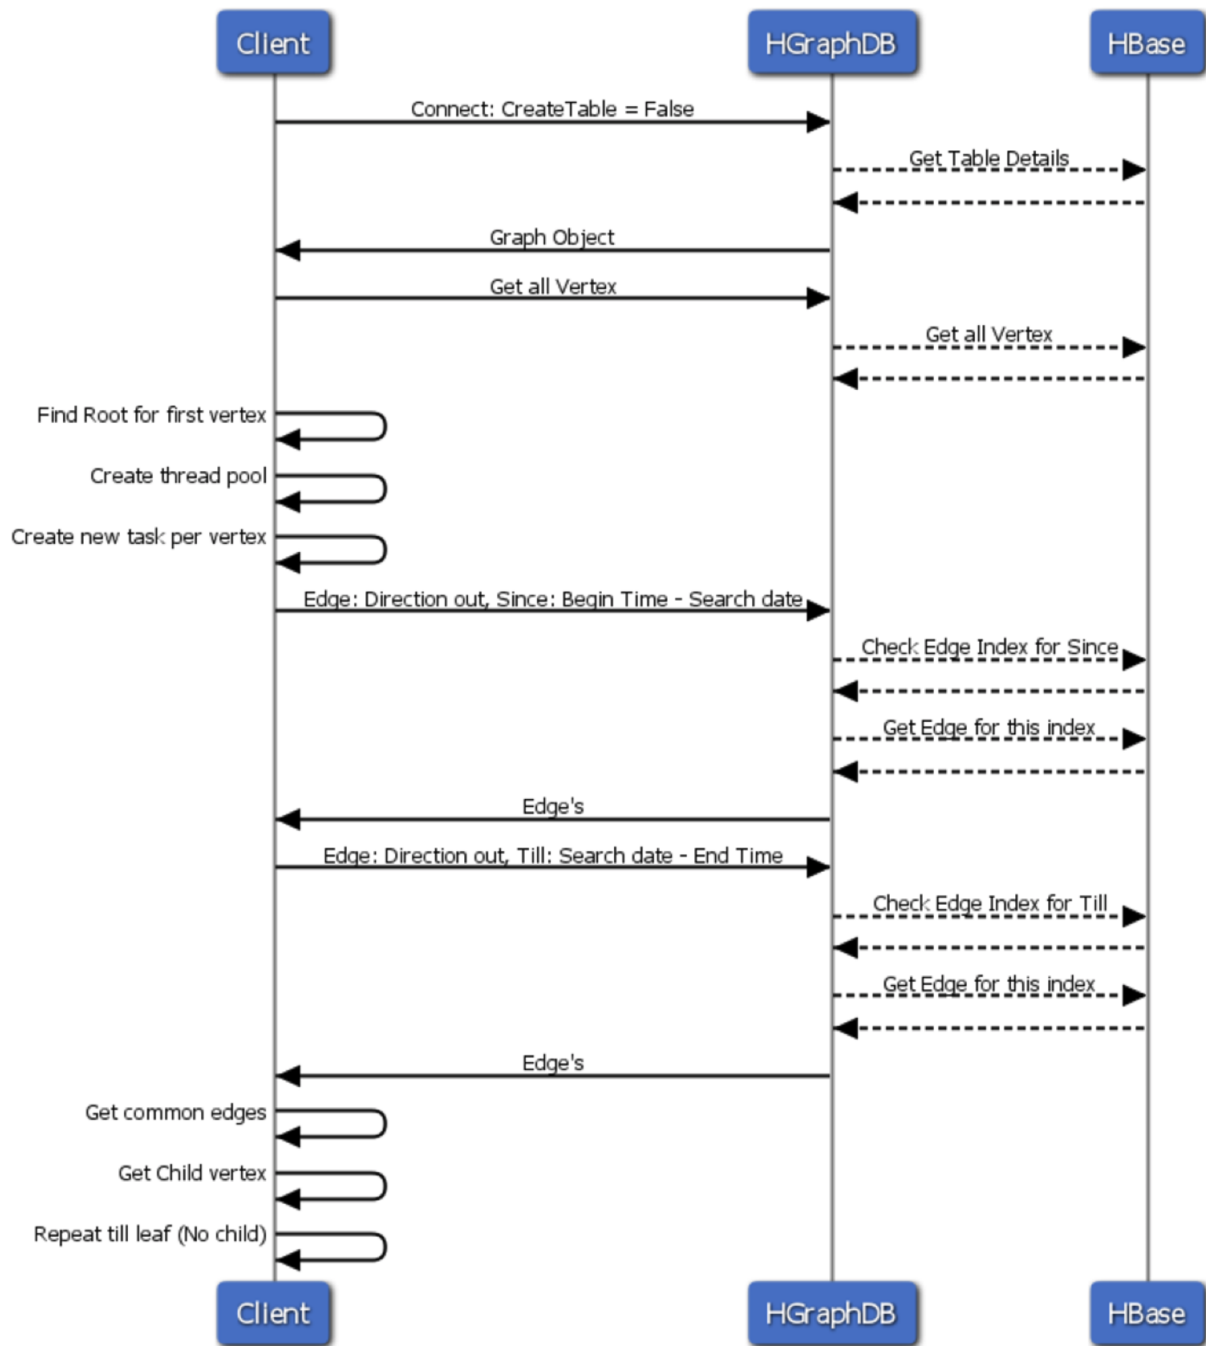 Client
HGraphDB
HBase
Connect: CreateTable = False
Get Table Details
Graph Object
Get all Vertex
Get all Vertex
Find Root for first vertex
Create thread pool
Create new task per vertex
Edge: Direction out, Since: Begin Time - Search date
Check Edge Index for Since
Get Edge for this index
Edge's
Edge: Direction out, Till: Search date - End Time
Check Edge Index for Till
Get Edge for this index
Edge's
Get common edges
Get Child vertex
Repeat till leaf (No child)
Client
HGraphDB
HBase